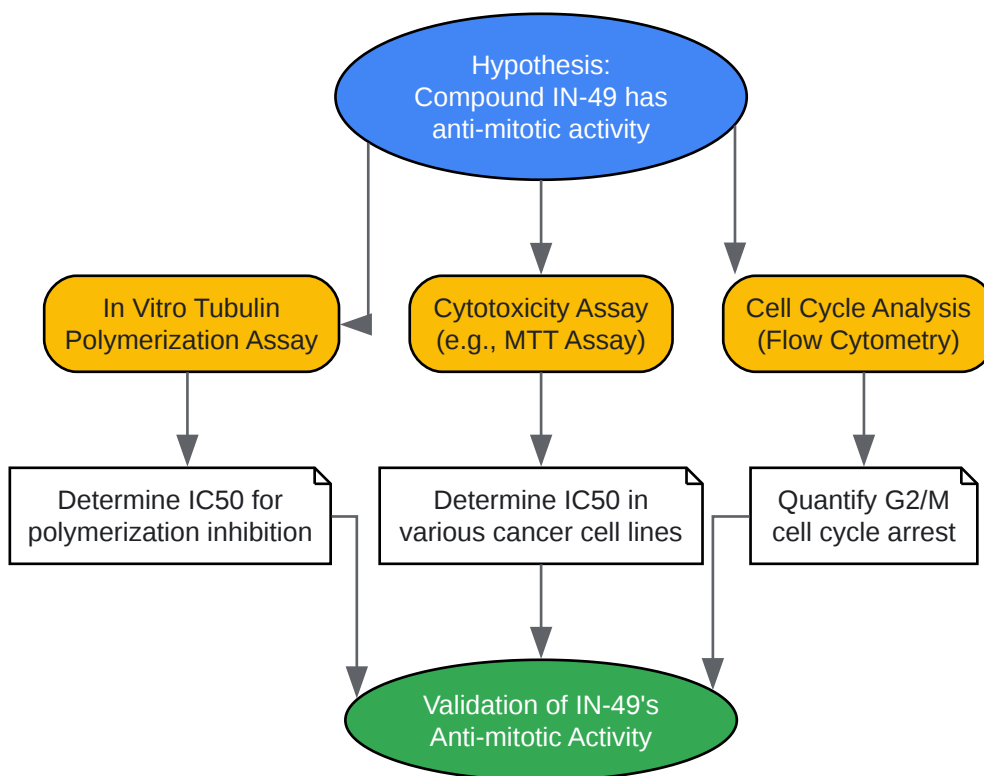 Hypothesis:
Compound IN-49 has
anti-mitotic activity
In Vitro Tubulin
Polymerization Assay
Cytotoxicity Assay
(e.g., MTT Assay)
Cell Cycle Analysis
(Flow Cytometry)
Determine IC50 for
polymerization inhibition
Determine IC50 in
various cancer cell lines
Quantify G2/M
cell cycle arrest
Validation of IN-49's
Anti-mitotic Activity